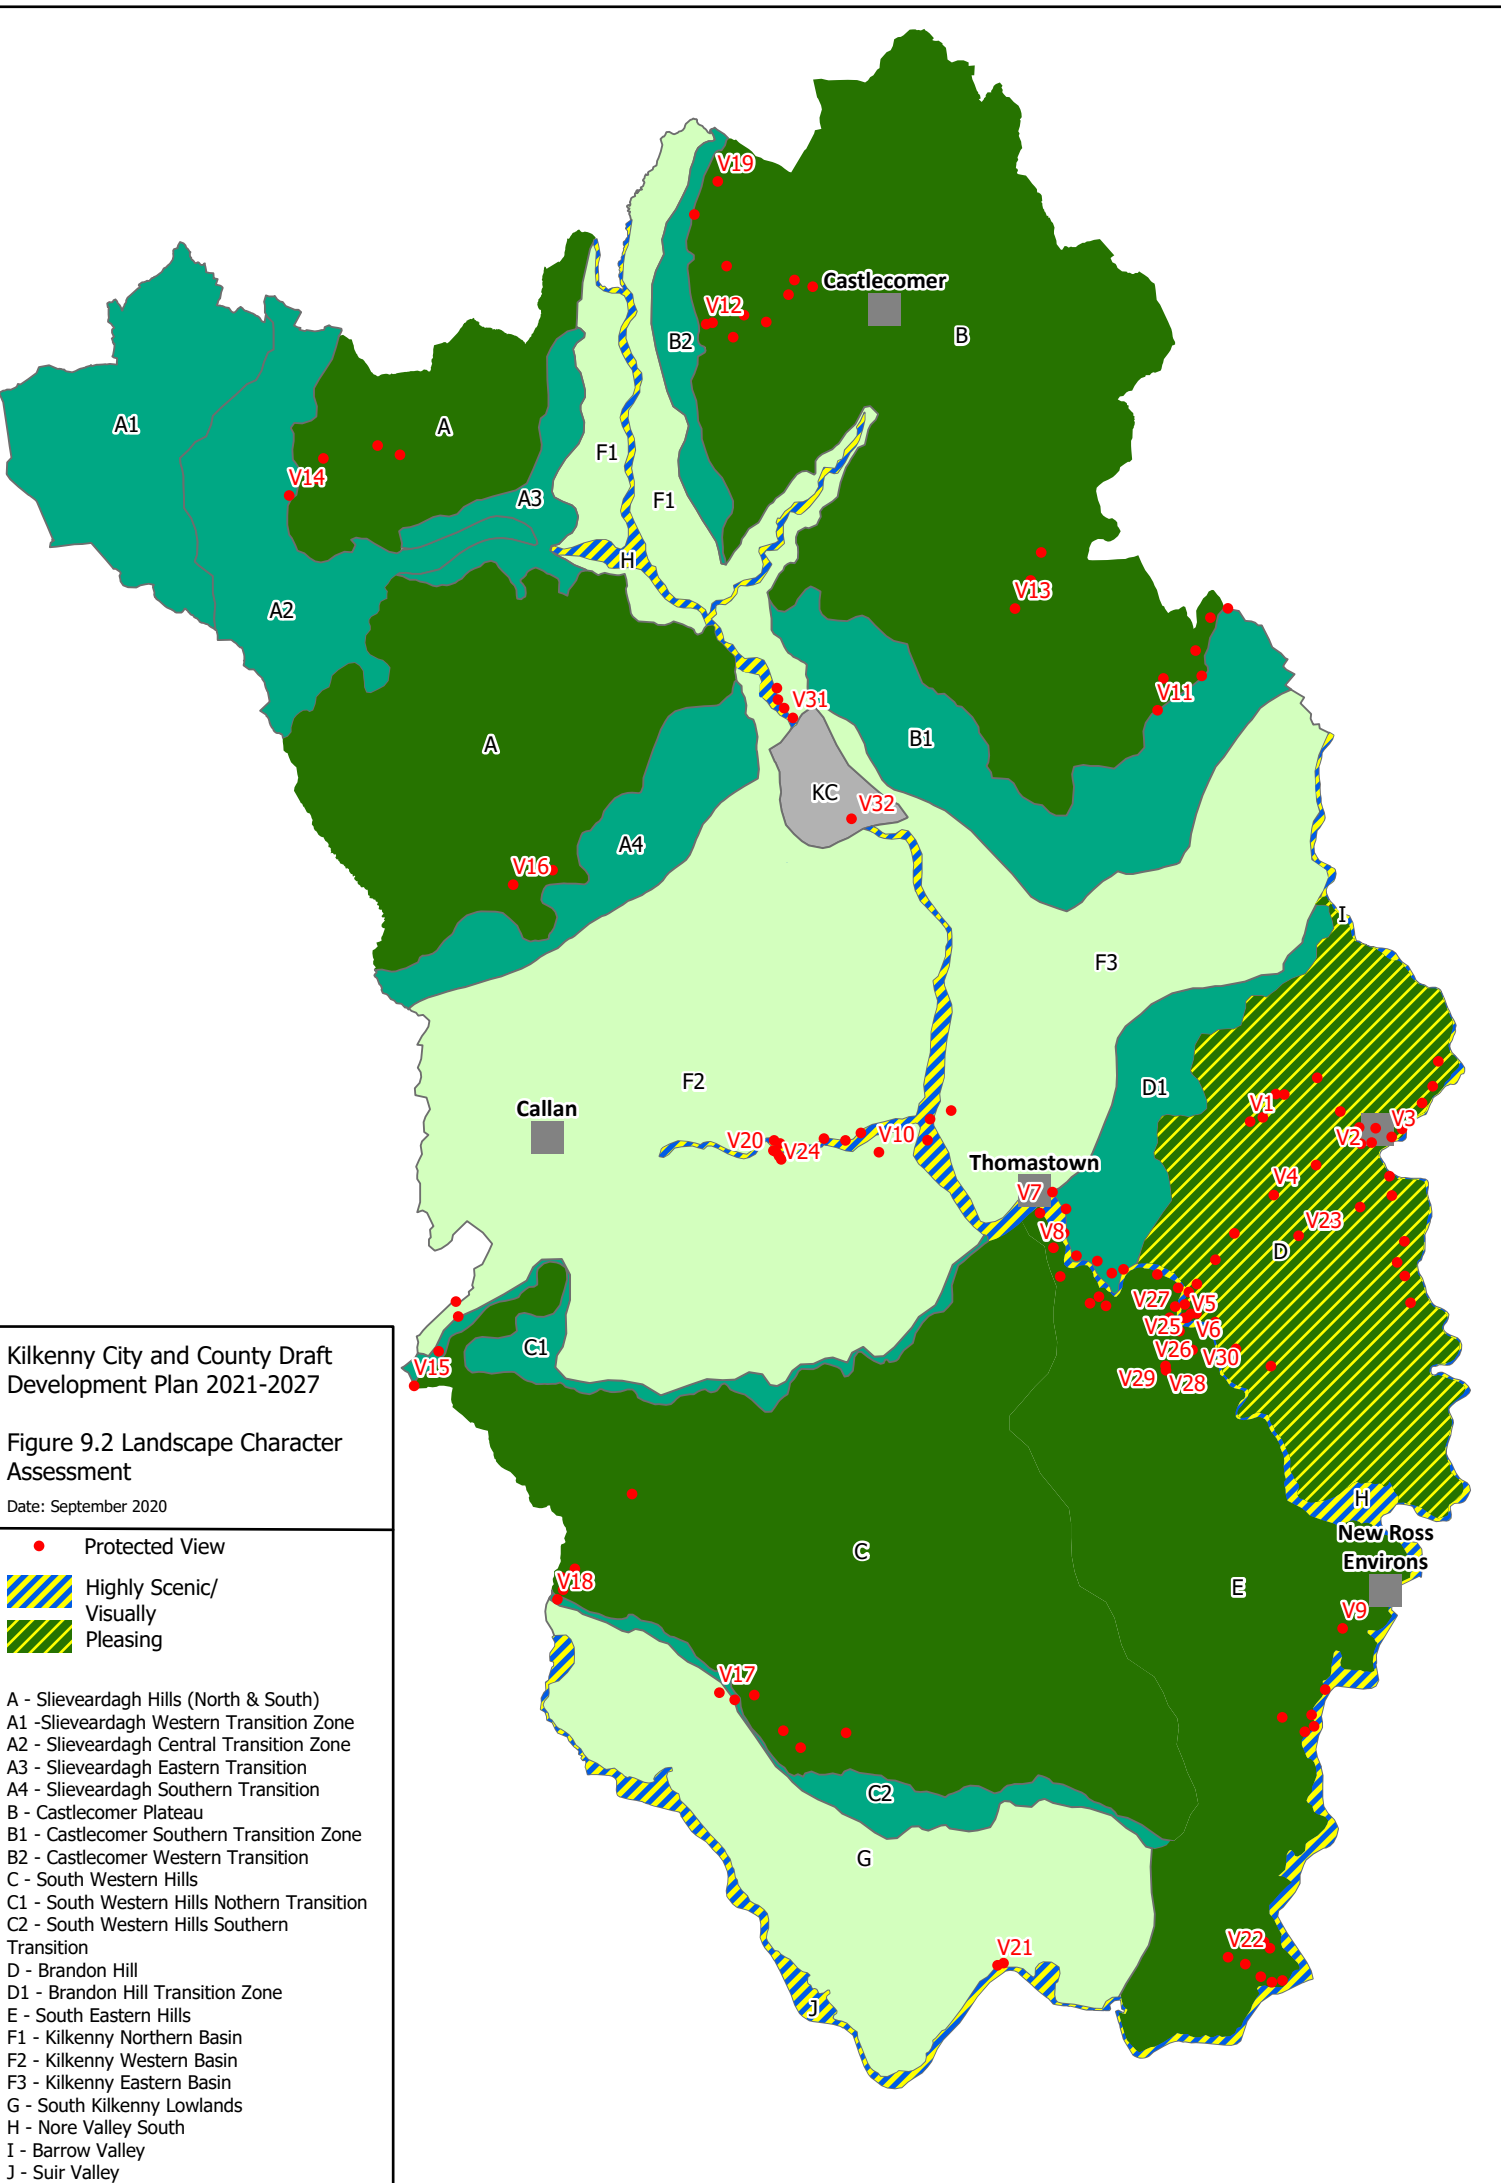 V19
Castlecomer
V12
B
B2
A1
A
F1
V14
A3
F1
H
V13
A2
V11
V31
B1
A
KC
V32
A4
V16
I
F3
F2
D1
Callan
V1
V3
V2
V20
V10
V24
Thomastown
V7
V4
V8
V23
D
V27
V5
V25
V6
V26
V30
V29
V28
C1
V15
Kilkenny City and County Draft
Development Plan 2021-2027
Figure 9.2 Landscape Character
Assessment
Date: September 2020
H
New Ross
Environs
C
E
V18
V9
V17
C2
G
V21
V22
J
Protected View
Highly Scenic/
Visually
Pleasing
A - Slieveardagh Hills (North & South)
A1 -Slieveardagh Western Transition Zone
A2 - Slieveardagh Central Transition Zone
A3 - Slieveardagh Eastern Transition
A4 - Slieveardagh Southern Transition
B - Castlecomer Plateau
B1 - Castlecomer Southern Transition Zone
B2 - Castlecomer Western Transition
C - South Western Hills
C1 - South Western Hills Nothern Transition
C2 - South Western Hills Southern
Transition
D - Brandon Hill
D1 - Brandon Hill Transition Zone
E - South Eastern Hills
F1 - Kilkenny Northern Basin
F2 - Kilkenny Western Basin
F3 - Kilkenny Eastern Basin
G - South Kilkenny Lowlands
H - Nore Valley South
I - Barrow Valley
J - Suir Valley